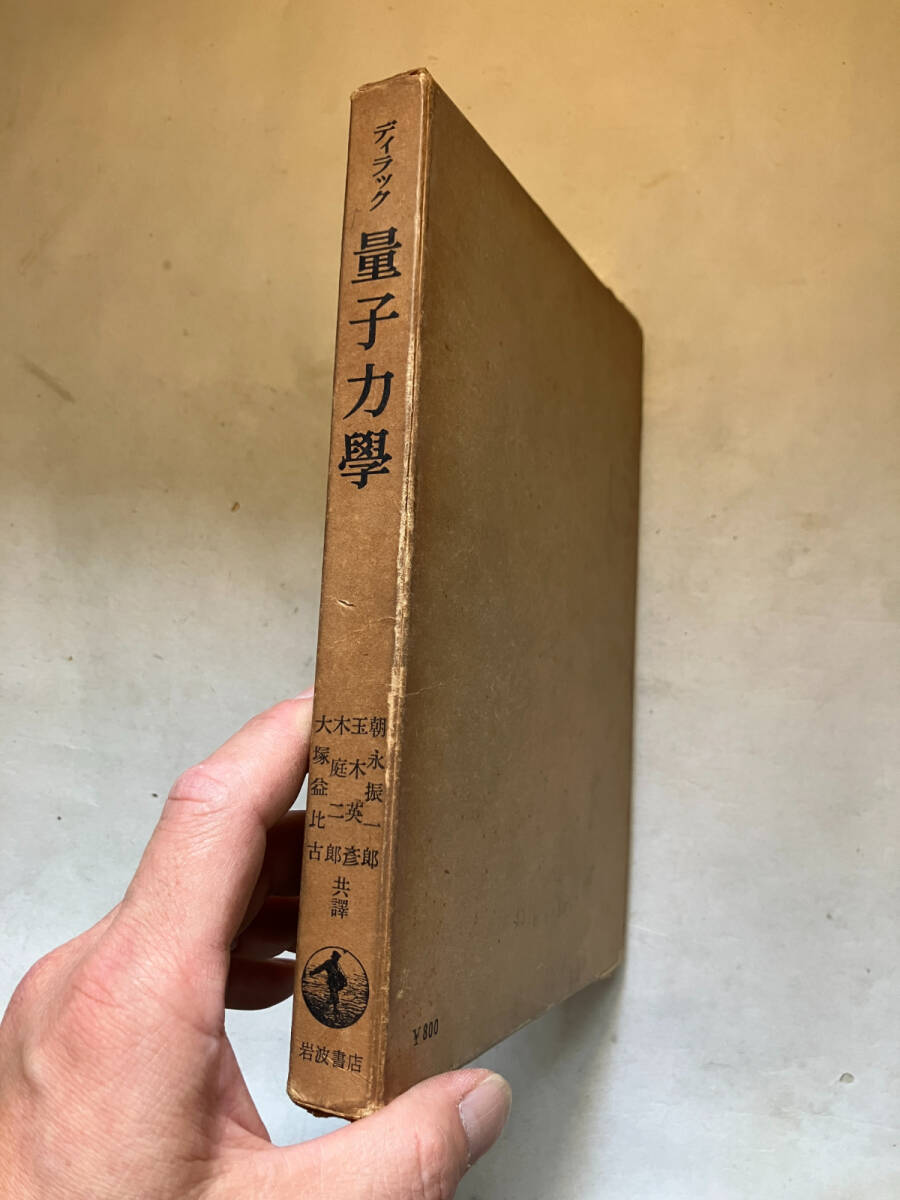 ディラック
量子力學
朝永振一郎
玉木英彥
木庭二郎
大塚益比古
共譯
岩波書店
￥800